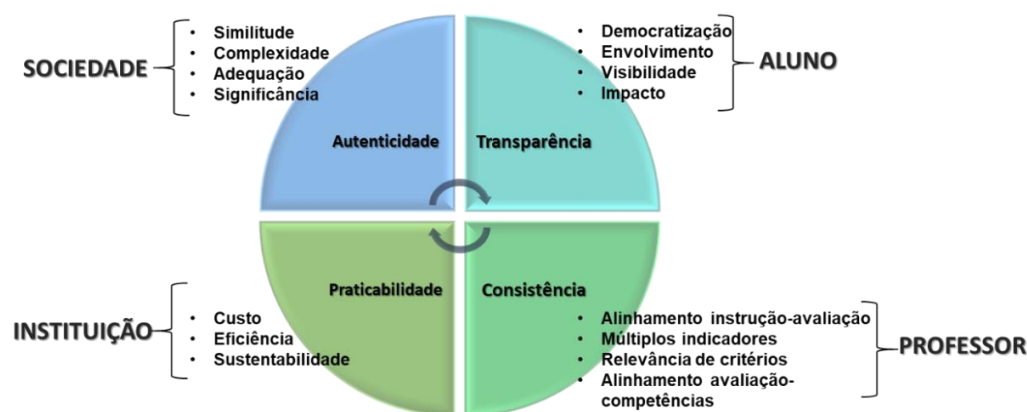 SOCIEDADE
• Similitude
• Complexidade
• Adequação
• Significância
Autenticidade
• Democratização
• Envolvimento
• Visibilidade
• Impacto
ALUNO
Transparência
INSTITUIÇÃO
• Custo
• Eficiência
• Sustentabilidade
Praticabilidade
Consistência
• Alinhamento instrução-avaliação
• Múltiplos indicadores
• Relevância de critérios
• Alinhamento avaliação-
competências
PROFESSOR